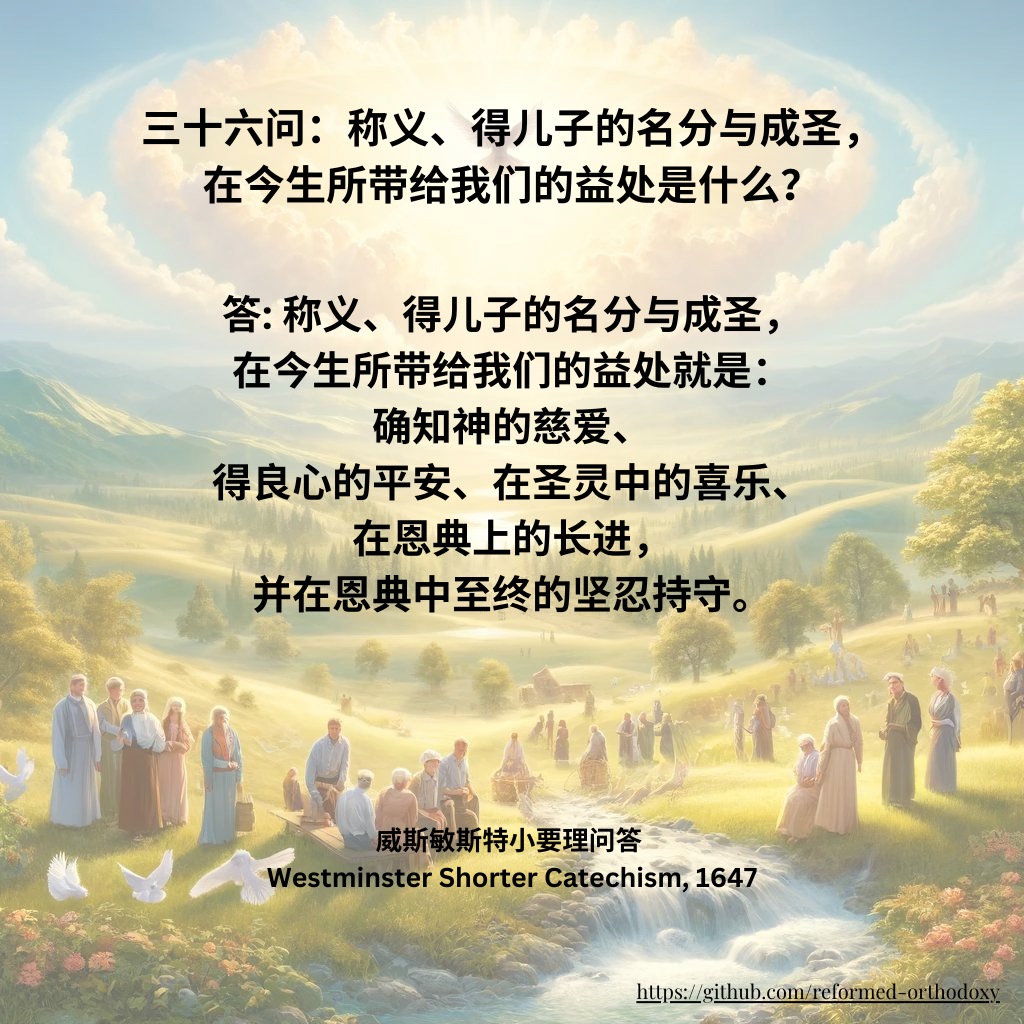 三十六问：称义、得儿子的名分与成圣，
在今生所带给我们的益处是什么？
答: 称义、得儿子的名分与成圣，
在今生所带给我们的益处就是：
确知神的慈爱、
得良心的平安、在圣灵中的喜乐、
在恩典上的长进，
并在恩典中至终的坚忍持守。
威斯敏斯特小要理问答
Westminster Shorter Catechism, 1647
https://github.com/reformed-orthodoxy